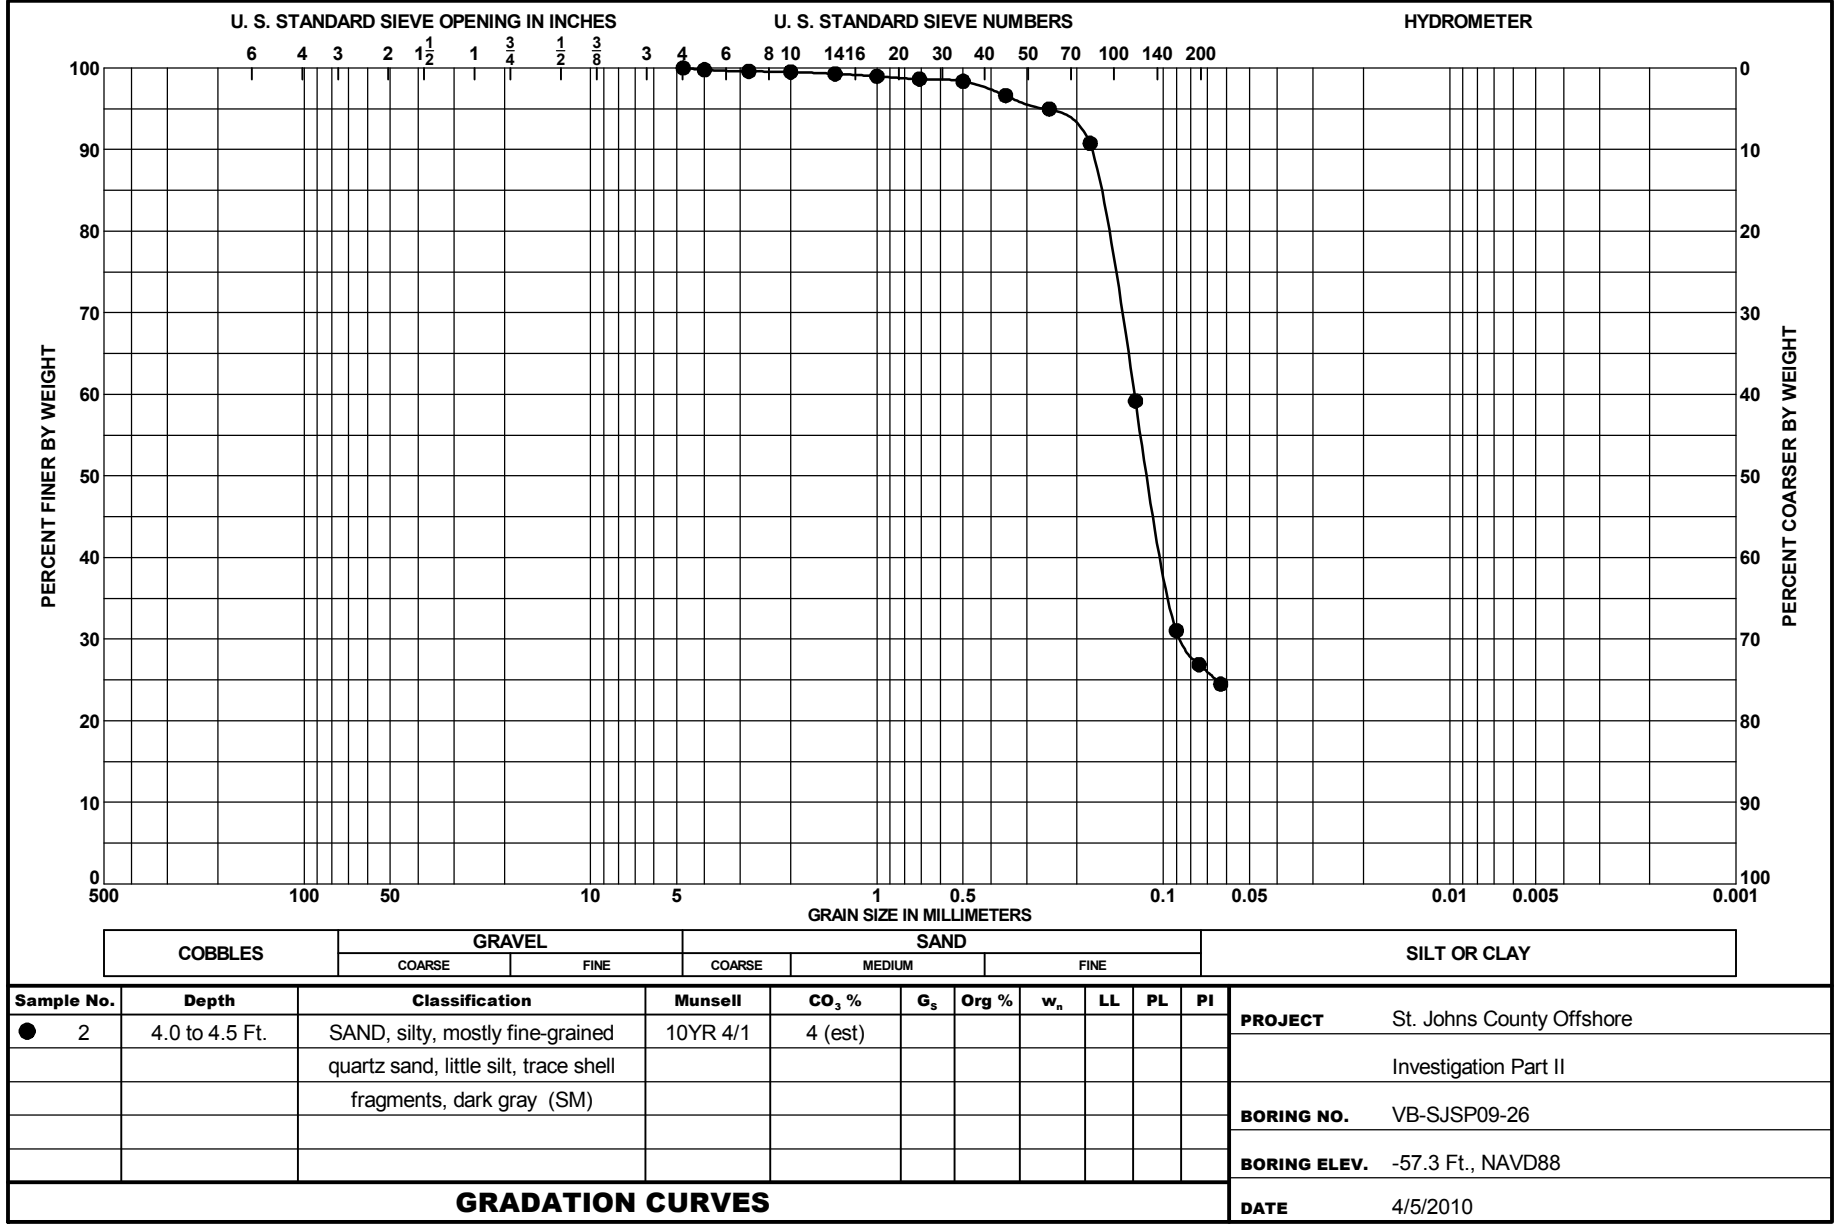 U. S. STANDARD SIEVE OPENING IN INCHES U. S. STANDARD SIEVE NUMBERS HYDROMETER
6 4 3 2 1 1/2 1 3/4 1/2 3/8 3 4 6 8 10 14 16 20 30 40 50 70 100 140 200
100 0
90 10
80 20
70 30
60 40
50 50
40 60
30 70
20 80
10 90
0 100
PERCENT FINER BY WEIGHT
PERCENT COARSER BY WEIGHT
500 100 50 10 5 1 0.5 0.1 0.05 0.01 0.005 0.001
GRAIN SIZE IN MILLIMETERS
COBBLES GRAVEL SAND SILT OR CLAY
COARSE FINE COARSE MEDIUM FINE
Sample No. Depth Classification Munsell CO₃ % Gₛ Org % wₙ LL PL PI
2 4.0 to 4.5 Ft. SAND, silty, mostly fine-grained 10YR 4/1 4 (est)
quartz sand, little silt, trace shell
fragments, dark gray (SM)
GRADATION CURVES
PROJECT St. Johns County Offshore
Investigation Part II
BORING NO. VB-SJSP09-26
BORING ELEV. -57.3 Ft., NAVD88
DATE 4/5/2010